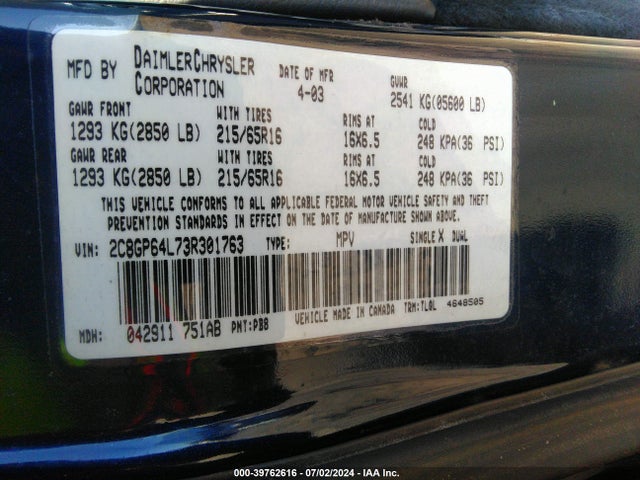 MFD BY DAIMLERCHRYSLER CORPORATION DATE OF MFR 4-03 GVWR 2541 KG(05600 LB)
GAWR FRONT WITH TIRES RIMS AT COLD
1293 KG(2850 LB) 215/65R16 16X6.5 248 KPA(36 PSI)
GAWR REAR WITH TIRES RIMS AT COLD
1293 KG(2850 LB) 215/65R16 16X6.5 248 KPA(36 PSI)
THIS VEHICLE CONFORMS TO ALL APPLICABLE FEDERAL MOTOR VEHICLE SAFETY AND THEFT
PREVENTION STANDARDS IN EFFECT ON THE DATE OF MANUFACTURE SHOWN ABOVE.
VIN: 2C8GP64L73R301763 TYPE: MPV SINGLE X DUAL
VEHICLE MADE IN CANADA TRM:TLOL 4648505
MDH: 042911 751AB PNT:PBB
000-39762616 - 07/02/2024 - IAA Inc.